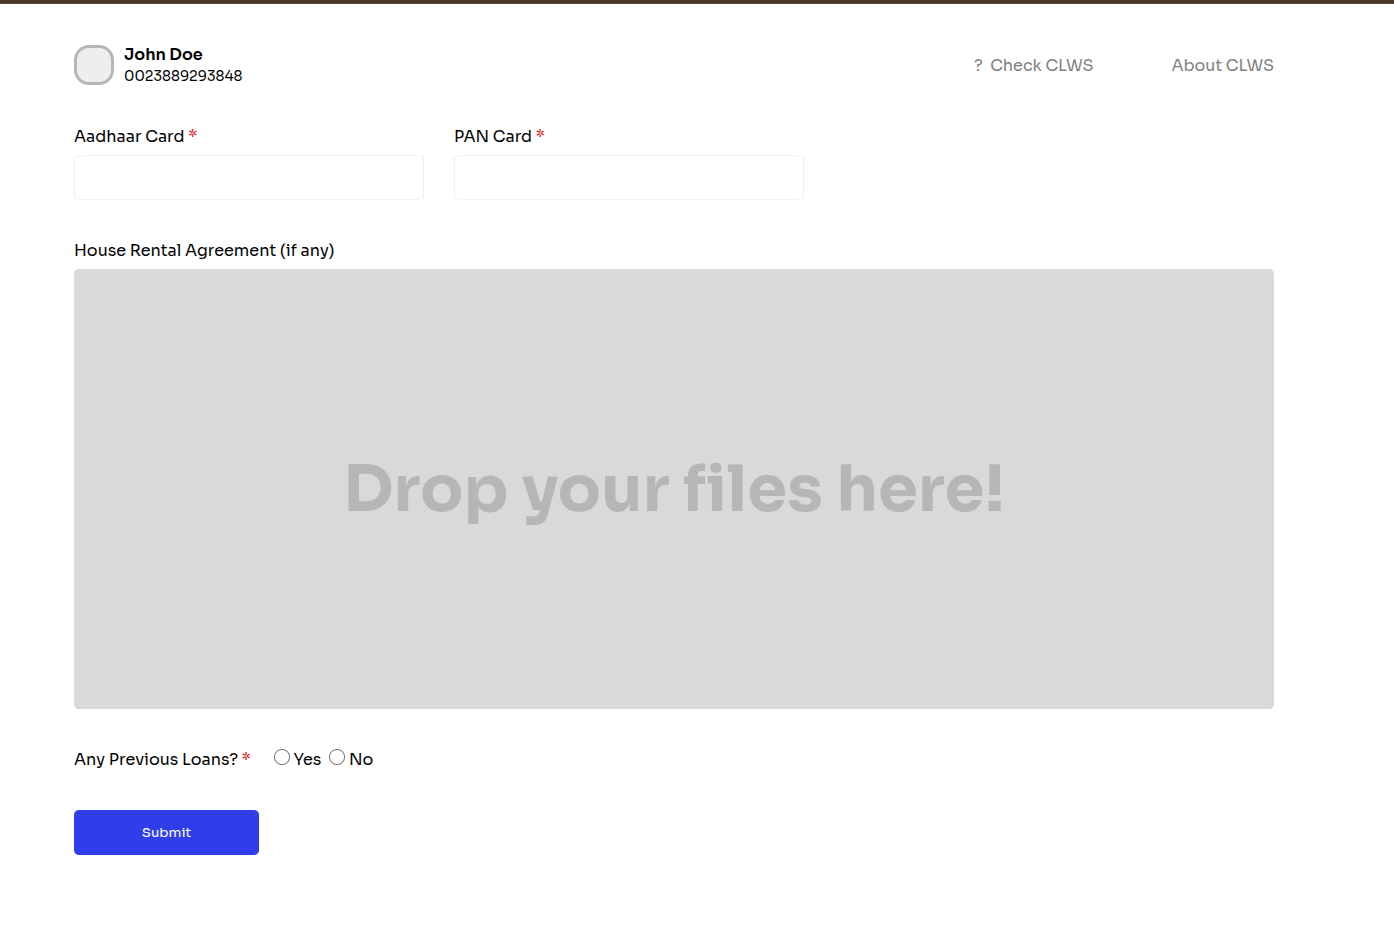 John Doe
0023889293848
? Check CLWS
About CLWS
Aadhaar Card *
PAN Card *
House Rental Agreement (if any)
Drop your files here!
Any Previous Loans? * Yes No
Submit